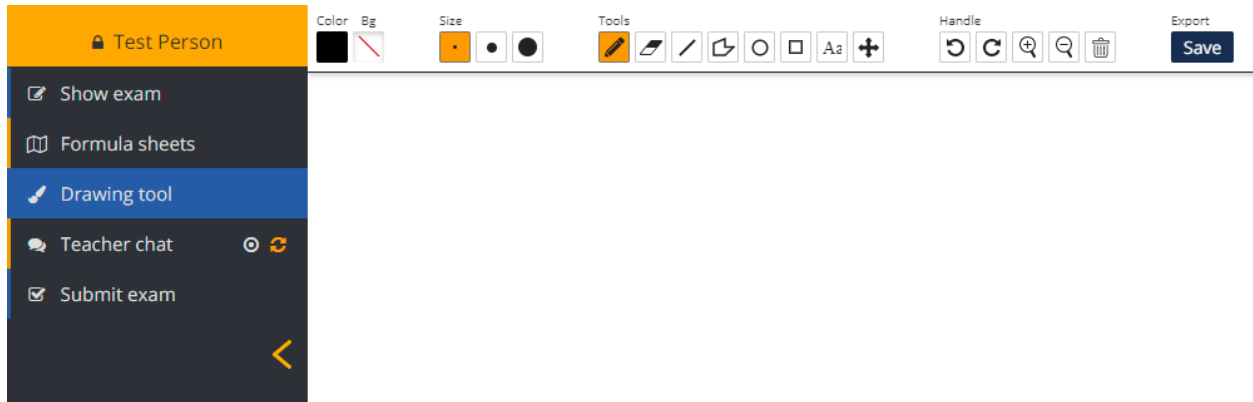 Test Person
Show exam
Formula sheets
Drawing tool
Teacher chat
Submit exam
Color Bg Size Tools Handle Export
Aa Save